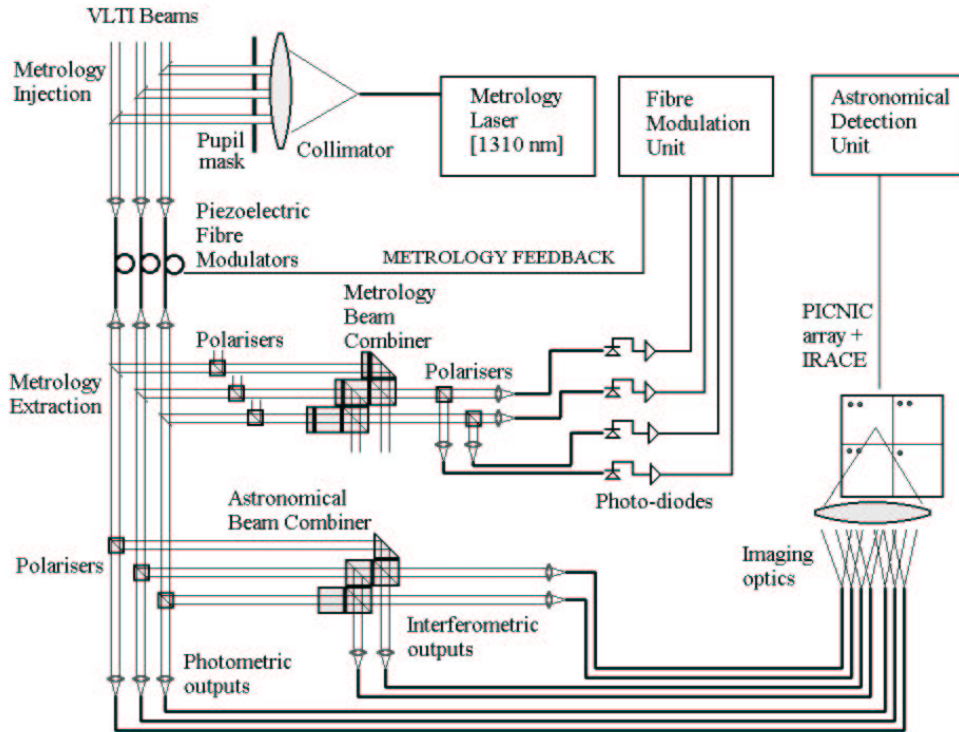 VLTI Beams
Metrology
Injection
Pupil
mask
Collimator
Metrology
Laser
[1310 nm]
Fibre
Modulation
Unit
Astronomical
Detection
Unit
Piezoelectric
Fibre
Modulators
METROLOGY FEEDBACK
Metrology
Beam
Combiner
Polarisers
Polarisers
PICNIC
array +
IRACE
Metrology
Extraction
Photo-diodes
Astronomical
Beam Combiner
Polarisers
Imaging
optics
Interferometric
outputs
Photometric
outputs